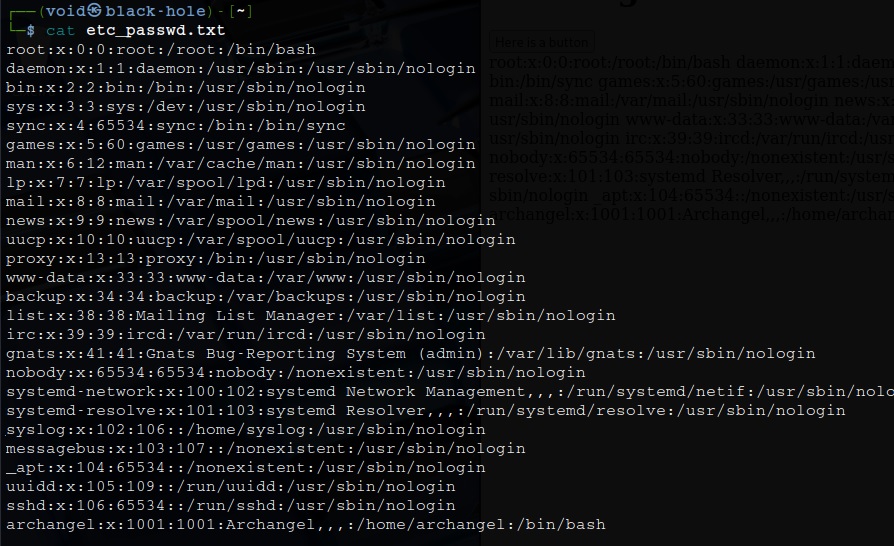 ┌──(void㉿black-hole)-[~]
└─$ cat etc_passwd.txt
root:x:0:0:root:/root:/bin/bash
daemon:x:1:1:daemon:/usr/sbin:/usr/sbin/nologin
bin:x:2:2:bin:/bin:/usr/sbin/nologin
sys:x:3:3:sys:/dev:/usr/sbin/nologin
sync:x:4:65534:sync:/bin:/bin/sync
games:x:5:60:games:/usr/games:/usr/sbin/nologin
man:x:6:12:man:/var/cache/man:/usr/sbin/nologin
lp:x:7:7:lp:/var/spool/lpd:/usr/sbin/nologin
mail:x:8:8:mail:/var/mail:/usr/sbin/nologin
news:x:9:9:news:/var/spool/news:/usr/sbin/nologin
uucp:x:10:10:uucp:/var/spool/uucp:/usr/sbin/nologin
proxy:x:13:13:proxy:/bin:/usr/sbin/nologin
www-data:x:33:33:www-data:/var/www:/usr/sbin/nologin
backup:x:34:34:backup:/var/backups:/usr/sbin/nologin
list:x:38:38:Mailing List Manager:/var/list:/usr/sbin/nologin
irc:x:39:39:ircd:/var/run/ircd:/usr/sbin/nologin
gnats:x:41:41:Gnats Bug-Reporting System (admin):/var/lib/gnats:/usr/sbin/nologin
nobody:x:65534:65534:nobody:/nonexistent:/usr/sbin/nologin
systemd-network:x:100:102:systemd Network Management,,,:/run/systemd/netif:/usr/sbin/nolo
systemd-resolve:x:101:103:systemd Resolver,,,:/run/systemd/resolve:/usr/sbin/nologin
syslog:x:102:106::/home/syslog:/usr/sbin/nologin
messagebus:x:103:107::/nonexistent:/usr/sbin/nologin
_apt:x:104:65534::/nonexistent:/usr/sbin/nologin
uuidd:x:105:109::/run/uuidd:/usr/sbin/nologin
sshd:x:106:65534::/run/sshd:/usr/sbin/nologin
archangel:x:1001:1001:Archangel,,,:/home/archangel:/bin/bash
Here is a button
root:x:0:0:root:/root:/bin/bash daemon:x:1:1:daem
bin:/bin/sync games:x:5:60:games:/usr/games:/us
mail:x:8:8:mail:/var/mail:/usr/sbin/nologin news:x
usr/sbin/nologin www-data:x:33:33:www-data:/va
usr/sbin/nologin irc:x:39:39:ircd:/var/run/ircd:/us
nobody:x:65534:65534:nobody:/nonexistent:/usr/s
resolve:x:101:103:systemd Resolver,,,:/run/system
sbin/nologin _apt:x:104:65534::/nonexistent:/usr/s
archangel:x:1001:1001:Archangel,,,:/home/archan